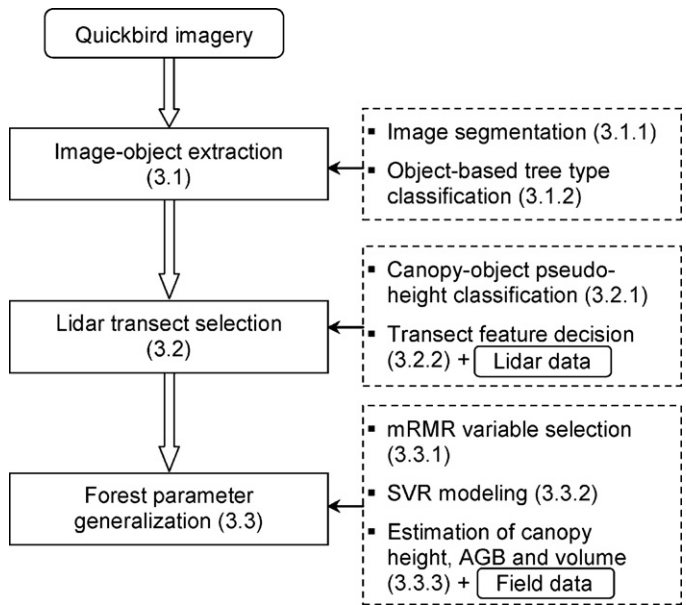 Quickbird imagery
Image-object extraction
(3.1)
▪ Image segmentation (3.1.1)
▪ Object-based tree type
classification (3.1.2)
Lidar transect selection
(3.2)
▪ Canopy-object pseudo-
height classification (3.2.1)
▪ Transect feature decision
(3.2.2) + Lidar data
Forest parameter
generalization (3.3)
▪ mRMR variable selection
(3.3.1)
▪ SVR modeling (3.3.2)
▪ Estimation of canopy
height, AGB and volume
(3.3.3) + Field data